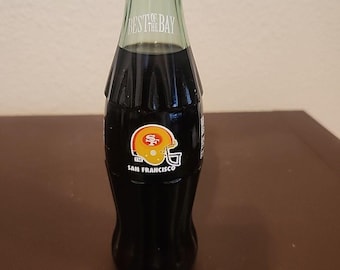 BEST OF THE BAY
SF
SAN FRANCISCO